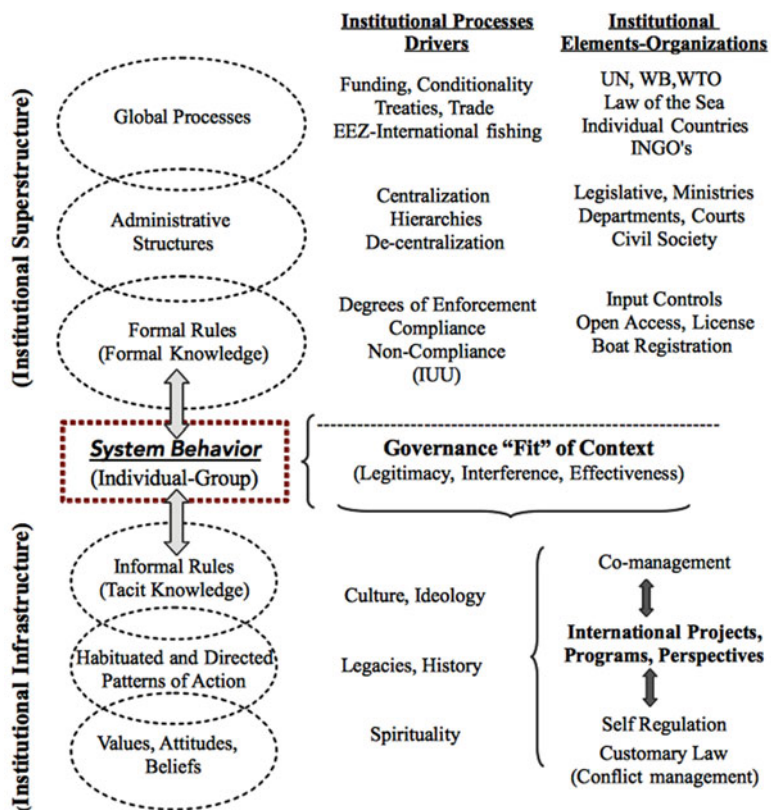 Institutional Processes
Drivers
Institutional
Elements-Organizations
(Institutional Superstructure)
Global Processes
Funding, Conditionality
Treaties, Trade
EEZ-International fishing
UN, WB,WTO
Law of the Sea
Individual Countries
INGO's
Administrative
Structures
Centralization
Hierarchies
De-centralization
Legislative, Ministries
Departments, Courts
Civil Society
Formal Rules
(Formal Knowledge)
Degrees of Enforcement
Compliance
Non-Compliance
(IUU)
Input Controls
Open Access, License
Boat Registration
System Behavior
(Individual-Group)
Governance “Fit” of Context
(Legitimacy, Interference, Effectiveness)
(Institutional Infrastructure)
Informal Rules
(Tacit Knowledge)
Habituated and Directed
Patterns of Action
Values, Attitudes,
Beliefs
Culture, Ideology
Legacies, History
Spirituality
Co-management
International Projects,
Programs, Perspectives
Self Regulation
Customary Law
(Conflict management)